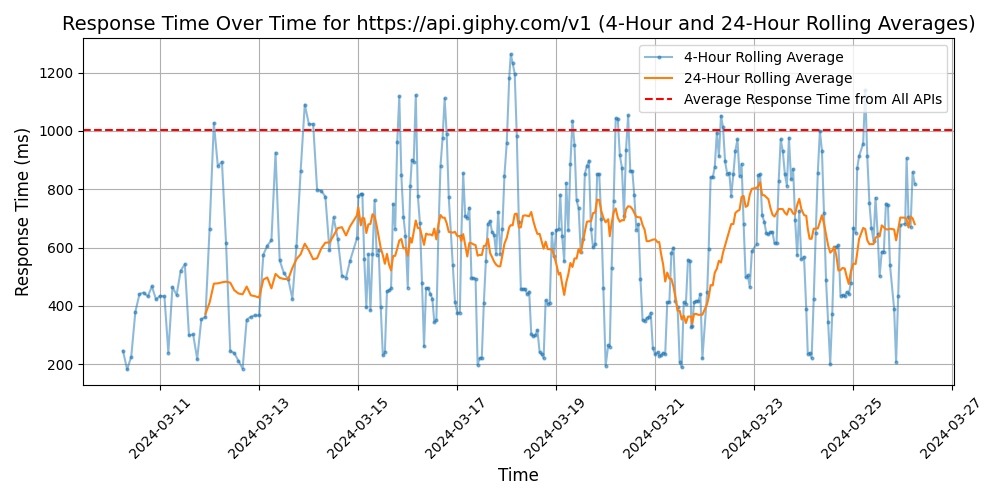 Response Time Over Time for https://api.giphy.com/v1 (4-Hour and 24-Hour Rolling Averages)
4-Hour Rolling Average
24-Hour Rolling Average
Average Response Time from All APIs
Response Time (ms)
1200
1000
800
600
400
200
2024-03-11
2024-03-13
2024-03-15
2024-03-17
2024-03-19
2024-03-21
2024-03-23
2024-03-25
2024-03-27
Time